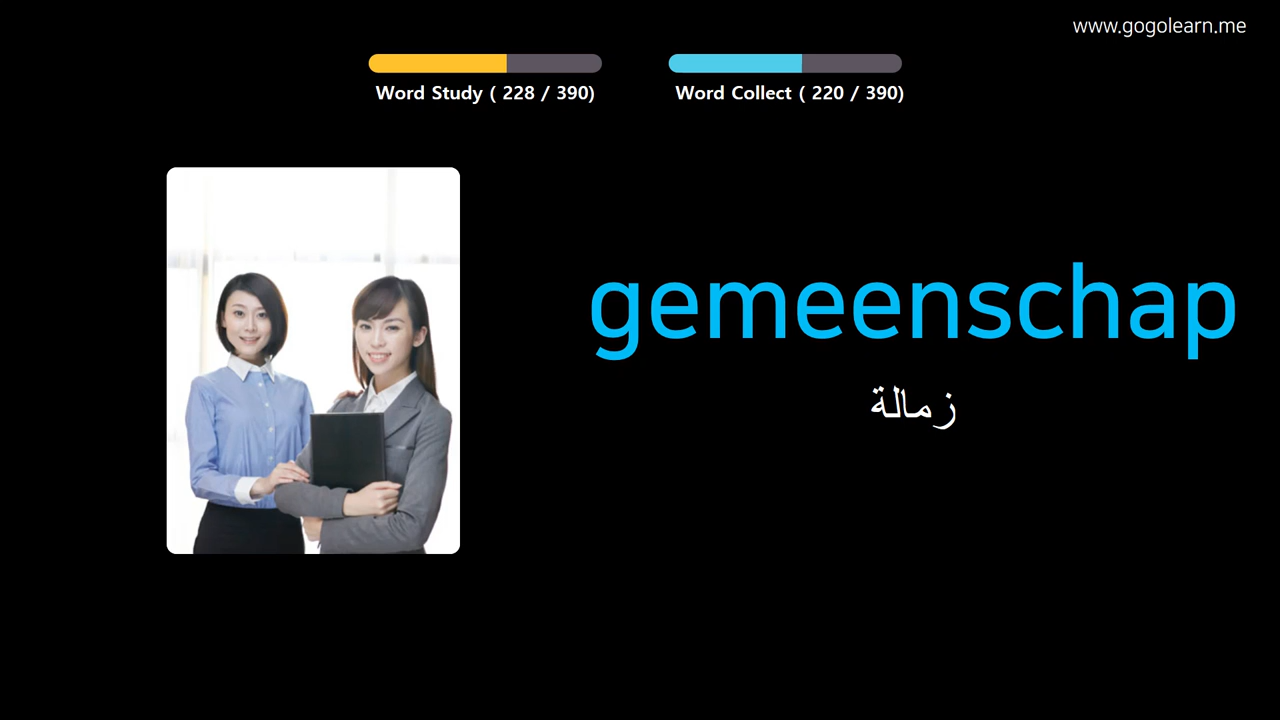 www.gogolearn.me
Word Study ( 228 / 390)
Word Collect ( 220 / 390)
gemeenschap
زمالة